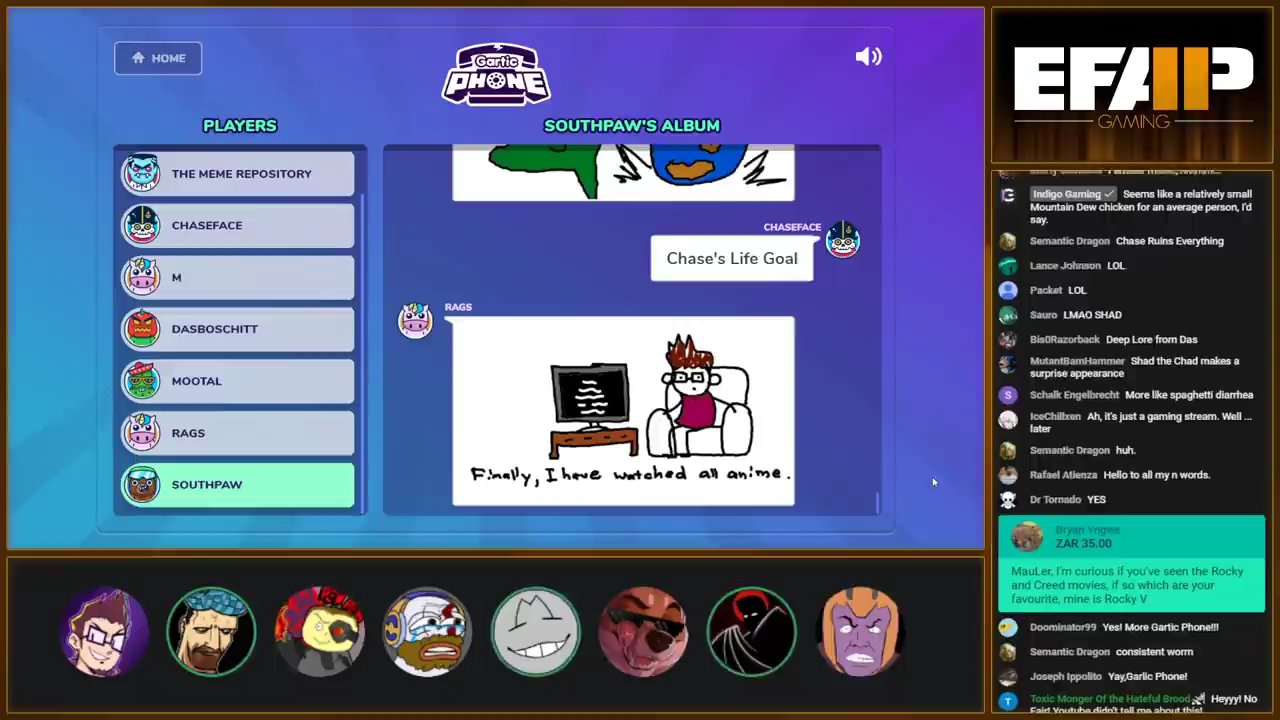 HOME
Gartic
PHONE
PLAYERS
SOUTHPAW'S ALBUM
THE MEME REPOSITORY
CHASEFACE
M
DASBOSCHITT
MOOTAL
RAGS
SOUTHPAW
CHASEFACE
Chase's Life Goal
RAGS
Finally, I have watched all anime.
EFAP
GAMING
Indigo Gaming Seems like a relatively small
Mountain Dew chicken for an average person, I'd
say.
Semantic Dragon Chase Ruins Everything
Lance Johnson LOL
Packet LOL
Sauro LMAO SHAD
Bis0Razorback Deep Lore from Das
MutantBamHammer Shad the Chad makes a
surprise appearance
Schalk Engelbrecht More like spaghetti diarrhea
IceChillxen Ah, it's just a gaming stream. Well ...
later
Semantic Dragon huh.
Rafael Atienza Hello to all my n words.
Dr Tornado YES
Bryan Yngwe
ZAR 35.00
MauLer, I'm curious if you've seen the Rocky
and Creed movies, if so which are your
favourite, mine is Rocky V
Doominator99 Yes! More Gartic Phone!!!
Semantic Dragon consistent worm
Joseph Ippolito Yay,Garlic Phone!
Toxic Monger Of the Hateful Brood Heyyy! No
Fair! Youtube didn't tell me about this!